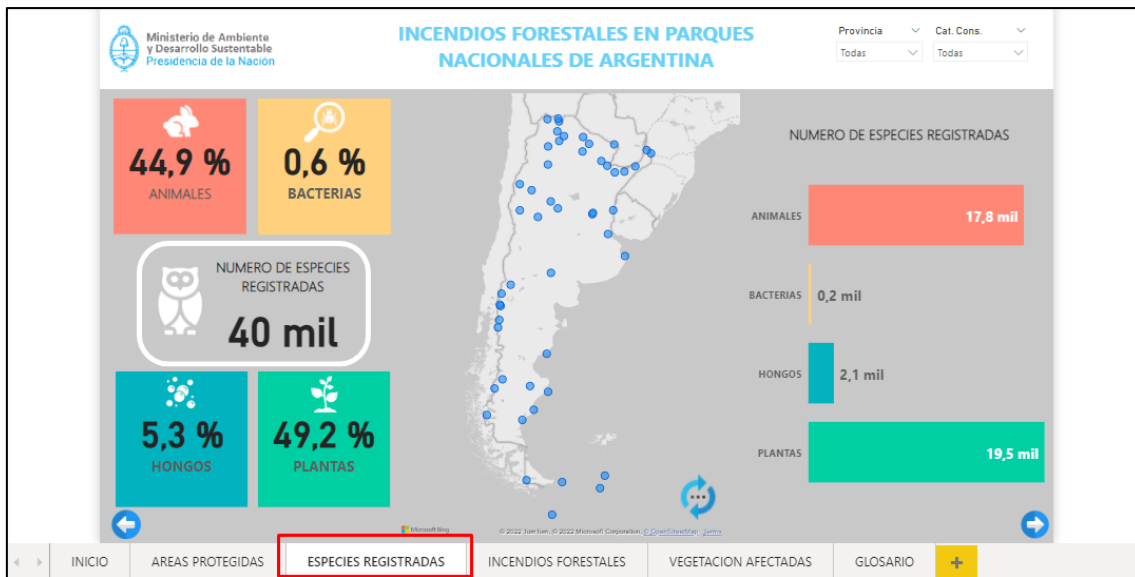 Ministerio de Ambiente
y Desarrollo Sustentable
Presidencia de la Nación
INCENDIOS FORESTALES EN PARQUES
NACIONALES DE ARGENTINA
Provincia
Todas
Cat. Cons.
Todas
44,9 %
ANIMALES
0,6 %
BACTERIAS
NUMERO DE ESPECIES
REGISTRADAS
40 mil
5,3 %
HONGOS
49,2 %
PLANTAS
NUMERO DE ESPECIES REGISTRADAS
ANIMALES
17,8 mil
BACTERIAS
0,2 mil
HONGOS
2,1 mil
PLANTAS
19,5 mil
Microsoft Bing
© 2022 TomTom, © 2022 Microsoft Corporation, © OpenStreetMap Terms
INICIO
AREAS PROTEGIDAS
ESPECIES REGISTRADAS
INCENDIOS FORESTALES
VEGETACION AFECTADAS
GLOSARIO
+